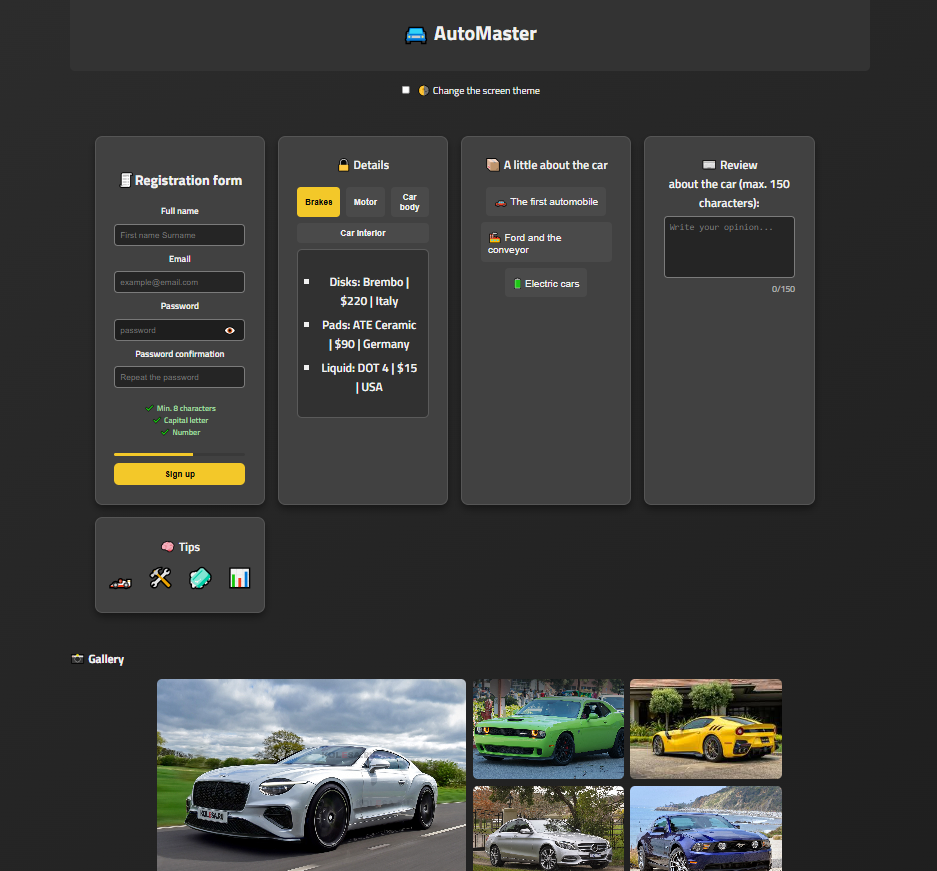 AutoMaster
Change the screen theme
Registration form
Full name
First name Surname
Email
example@email.com
Password
password
Password confirmation
Repeat the password
Min. 8 characters
Capital letter
Number
Sign up
Details
Brakes
Motor
Car
body
Car Interior
Disks: Brembo |
$220 | Italy
Pads: ATE Ceramic
| $90 | Germany
Liquid: DOT 4 | $15
| USA
A little about the car
The first automobile
Ford and the
conveyor
Electric cars
Review
about the car (max. 150
characters):
Write your opinion...
0/150
Tips
Gallery